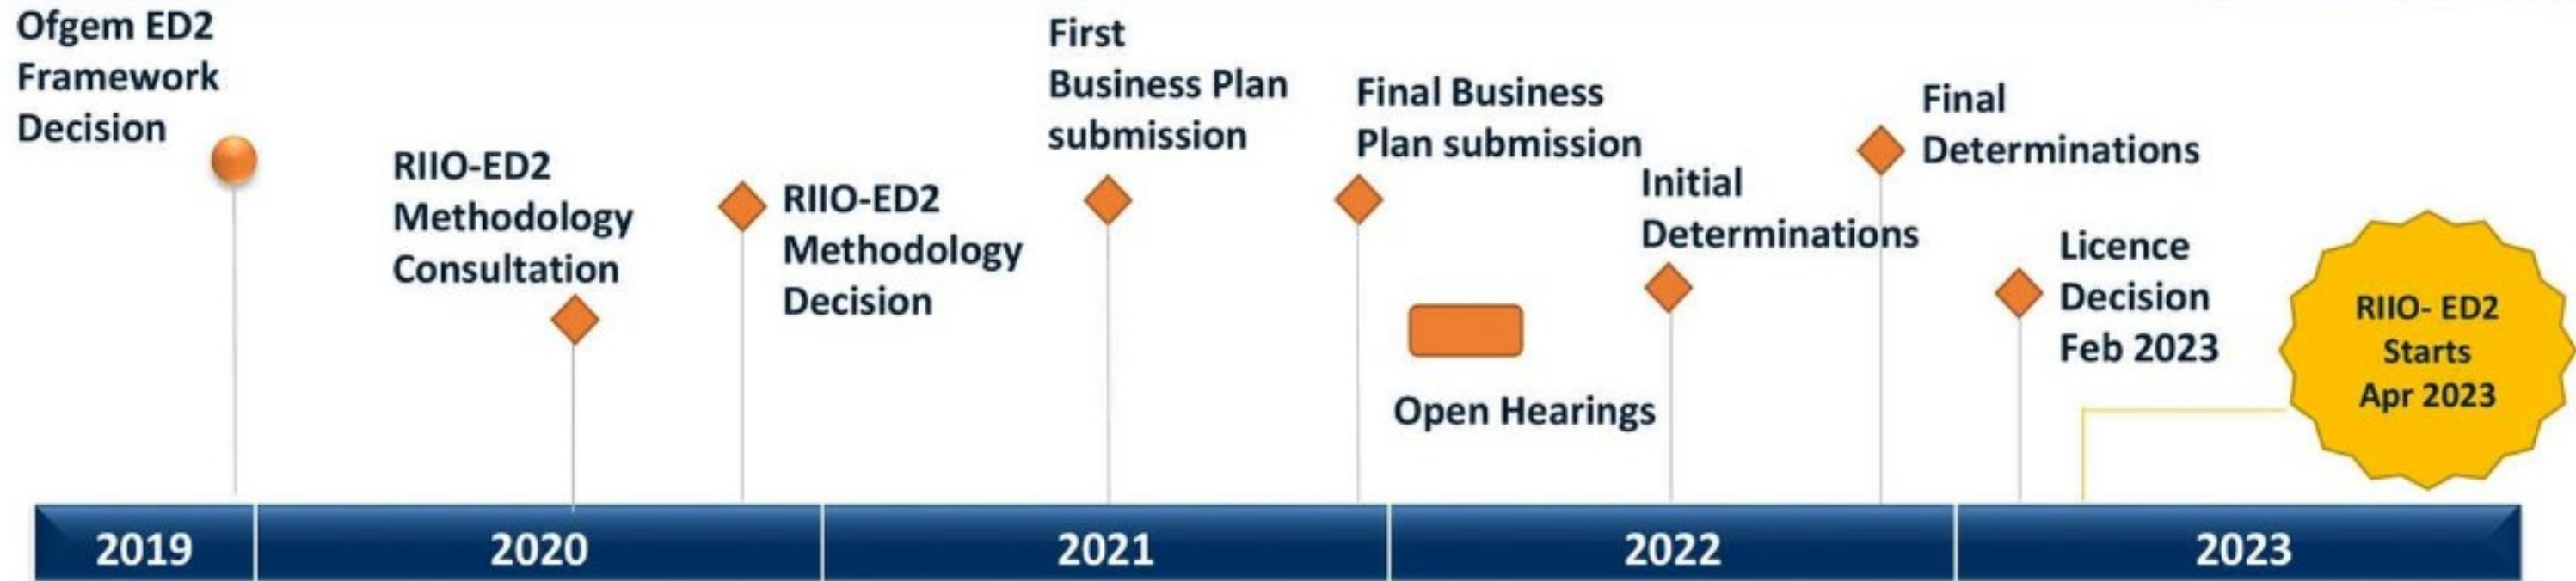 Ofgem ED2
Framework
Decision
RIIO-ED2
Methodology
Consultation
RIIO-ED2
Methodology
Decision
First
Business Plan
submission
Final Business
Plan submission
Open Hearings
Initial
Determinations
Final
Determinations
Licence
Decision
Feb 2023
RIIO- ED2
Starts
Apr 2023
2019
2020
2021
2022
2023